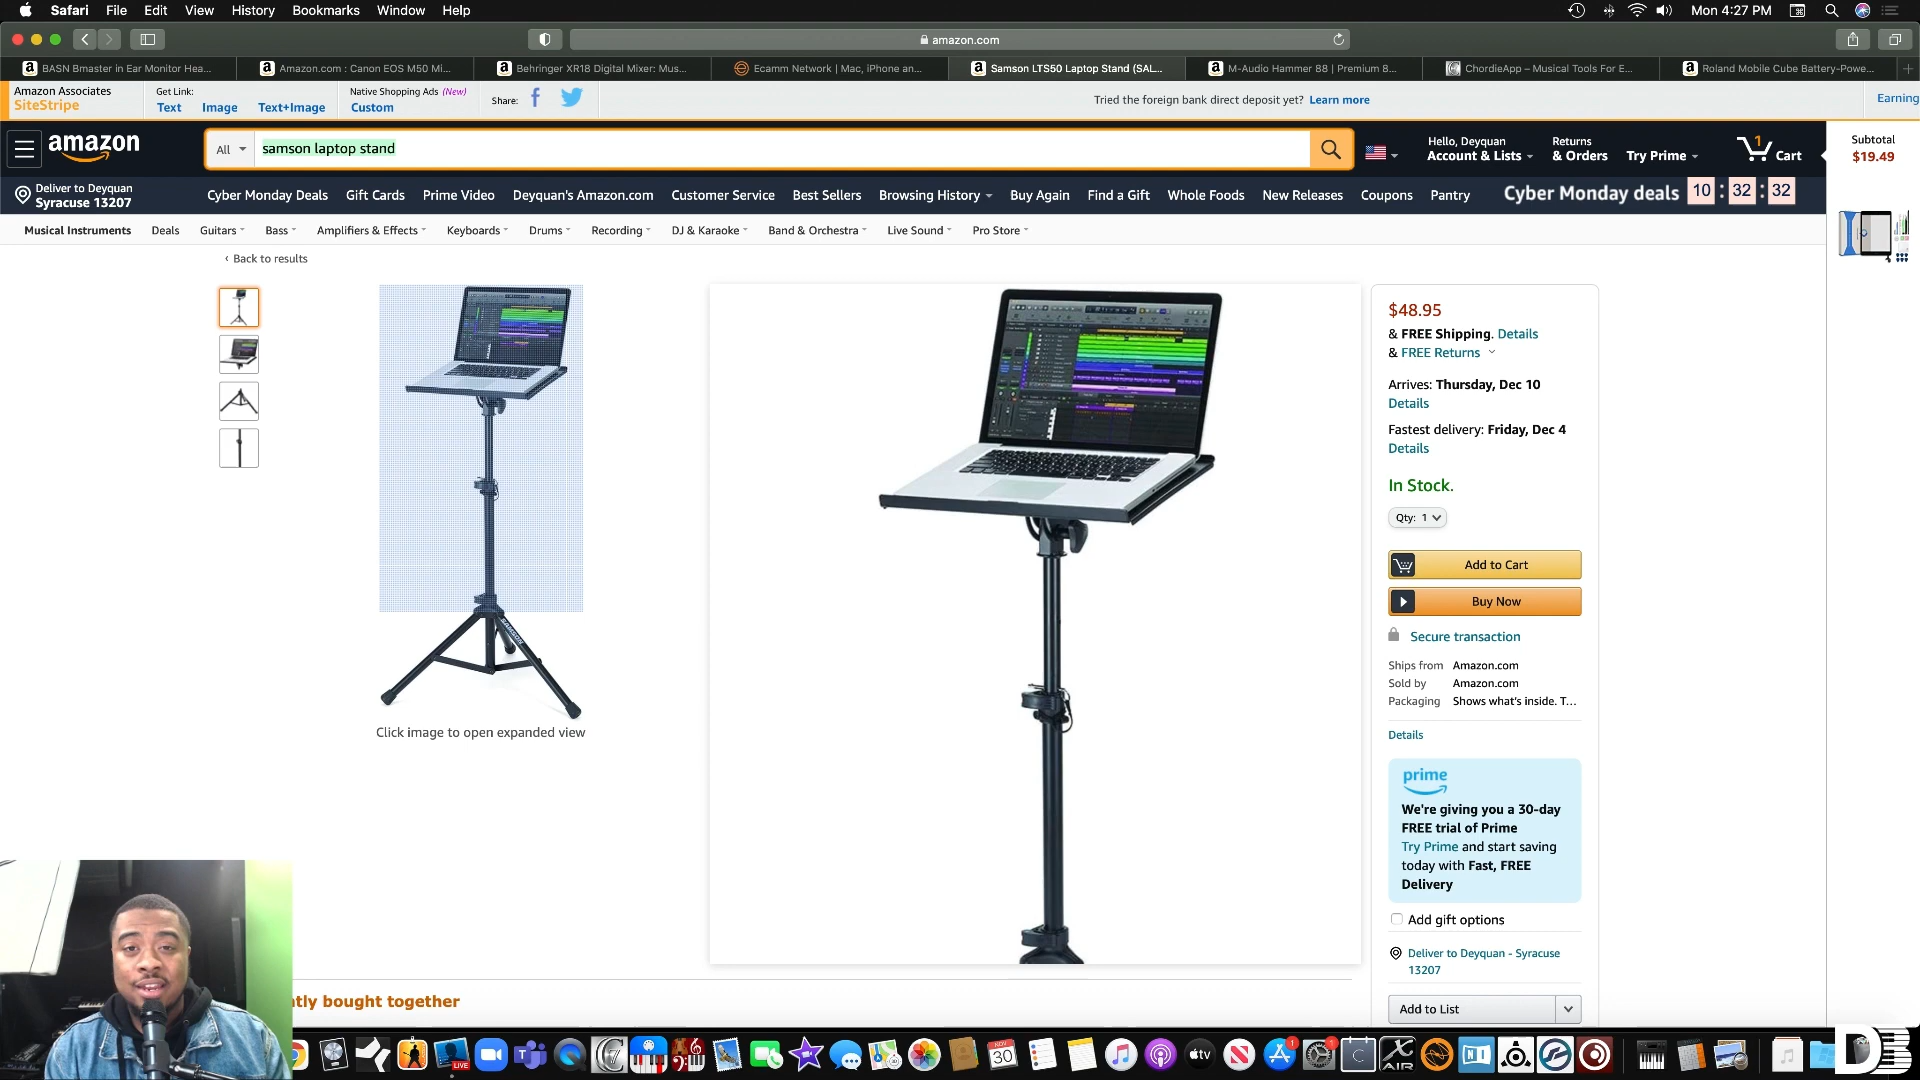 Safari File Edit View History Bookmarks Window Help
Mon 4:27 PM
amazon.com
BASN Bmaster in Ear Monitor Hea...
Amazon.com : Canon EOS M50 Mi...
Behringer XR18 Digital Mixer: Mus...
Ecamm Network | Mac, iPhone an...
Samson LTS50 Laptop Stand (SAL...
M-Audio Hammer 88 | Premium 8...
ChordieApp – Musical Tools For E...
Roland Mobile Cube Battery-Powe...
Amazon Associates
SiteStripe
Get Link:
Text Image Text+Image
Native Shopping Ads (New)
Custom
Share:
Tried the foreign bank direct deposit yet? Learn more
Earning
amazon
All
samson laptop stand
Hello, Deyquan
Account & Lists
Returns
& Orders
Try Prime
1
Cart
Subtotal
$19.49
Deliver to Deyquan
Syracuse 13207
Cyber Monday Deals Gift Cards Prime Video Deyquan's Amazon.com Customer Service Best Sellers Browsing History Buy Again Find a Gift Whole Foods New Releases Coupons Pantry
Cyber Monday deals 10 : 32 : 32
Musical Instruments Deals Guitars Bass Amplifiers & Effects Keyboards Drums Recording DJ & Karaoke Band & Orchestra Live Sound Pro Store
‹ Back to results
Click image to open expanded view
$48.95
& FREE Shipping. Details
& FREE Returns
Arrives: Thursday, Dec 10
Details
Fastest delivery: Friday, Dec 4
Details
In Stock.
Qty: 1
Add to Cart
Buy Now
Secure transaction
Ships from Amazon.com
Sold by Amazon.com
Packaging Shows what's inside. T...
Details
prime
We're giving you a 30-day
FREE trial of Prime
Try Prime and start saving
today with Fast, FREE
Delivery
Add gift options
Deliver to Deyquan - Syracuse
13207
Add to List
tly bought together
LIVE
NOV
30
tv
AIR
DB